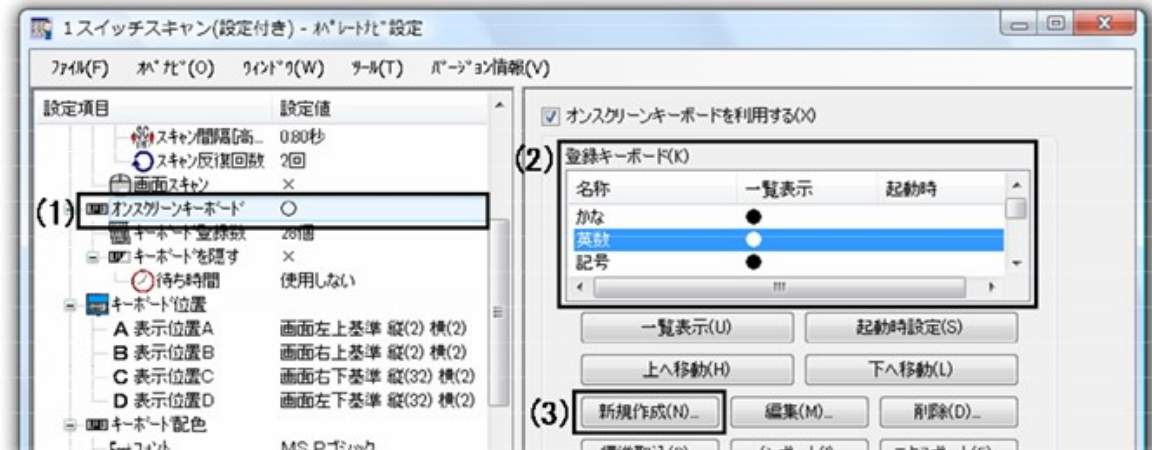 1スイッチスキャン(設定付き) - ｵﾍﾟﾚｰﾄﾅﾋﾞ設定
ﾌｧｲﾙ(F) ｵﾍﾟﾅﾋﾞ(O) ｳｨﾝﾄﾞｳ(W) ﾂｰﾙ(T) ﾊﾞｰｼﾞｮﾝ情報(V)
設定項目 設定値
スキャン間隔[高... 0.80秒
スキャン反復回数 2回
画面スキャン ×
(1) オンスクリーンキーボード ○
キーボード登録数 28個
キーボードを隠す ×
待ち時間 使用しない
キーボード位置
A 表示位置A 画面左上基準 縦(2) 横(2)
B 表示位置B 画面右上基準 縦(2) 横(2)
C 表示位置C 画面右下基準 縦(32) 横(2)
D 表示位置D 画面左下基準 縦(32) 横(2)
キーボード配色
フォント MS Pゴシック
オンスクリーンキーボードを利用する(X)
(2) 登録キーボード(K)
名称 一覧表示 起動時
かな ●
英数 ●
記号 ●
一覧表示(U) 起動時設定(S)
上へ移動(H) 下へ移動(L)
(3) 新規作成(N)... 編集(M)... 削除(D)...